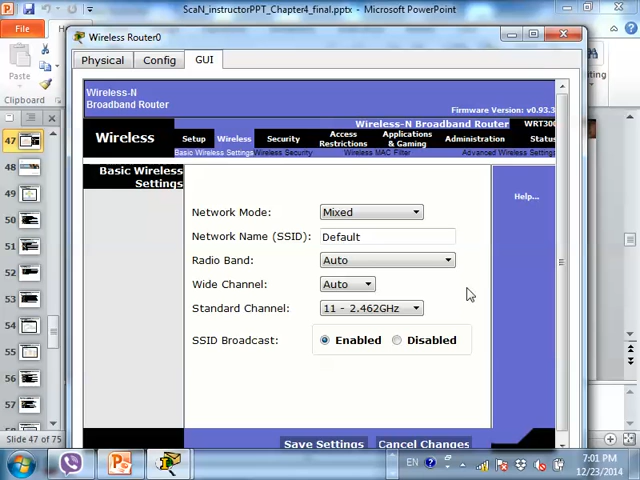 ScaN_instructorPPT_Chapter4_final.pptx - Microsoft PowerPoint
File
Paste
Clipboard
Wireless Router0
Physical
Config
GUI
Wireless-N
Broadband Router
Firmware Version: v0.93.3
Wireless-N Broadband Router
WRT300
Wireless
Setup
Wireless
Security
Access
Restrictions
Applications
& Gaming
Administration
Status
Basic Wireless Settings
Wireless Security
Wireless MAC Filter
Advanced Wireless Settings
Basic Wireless
Settings
Help...
Network Mode: Mixed
Network Name (SSID): Default
Radio Band: Auto
Wide Channel: Auto
Standard Channel: 11 - 2.462GHz
SSID Broadcast: Enabled Disabled
Save Settings Cancel Changes
47
48
49
50
51
52
53
54
55
56
57
Slide 47 of 75
EN
7:01 PM
12/23/2014